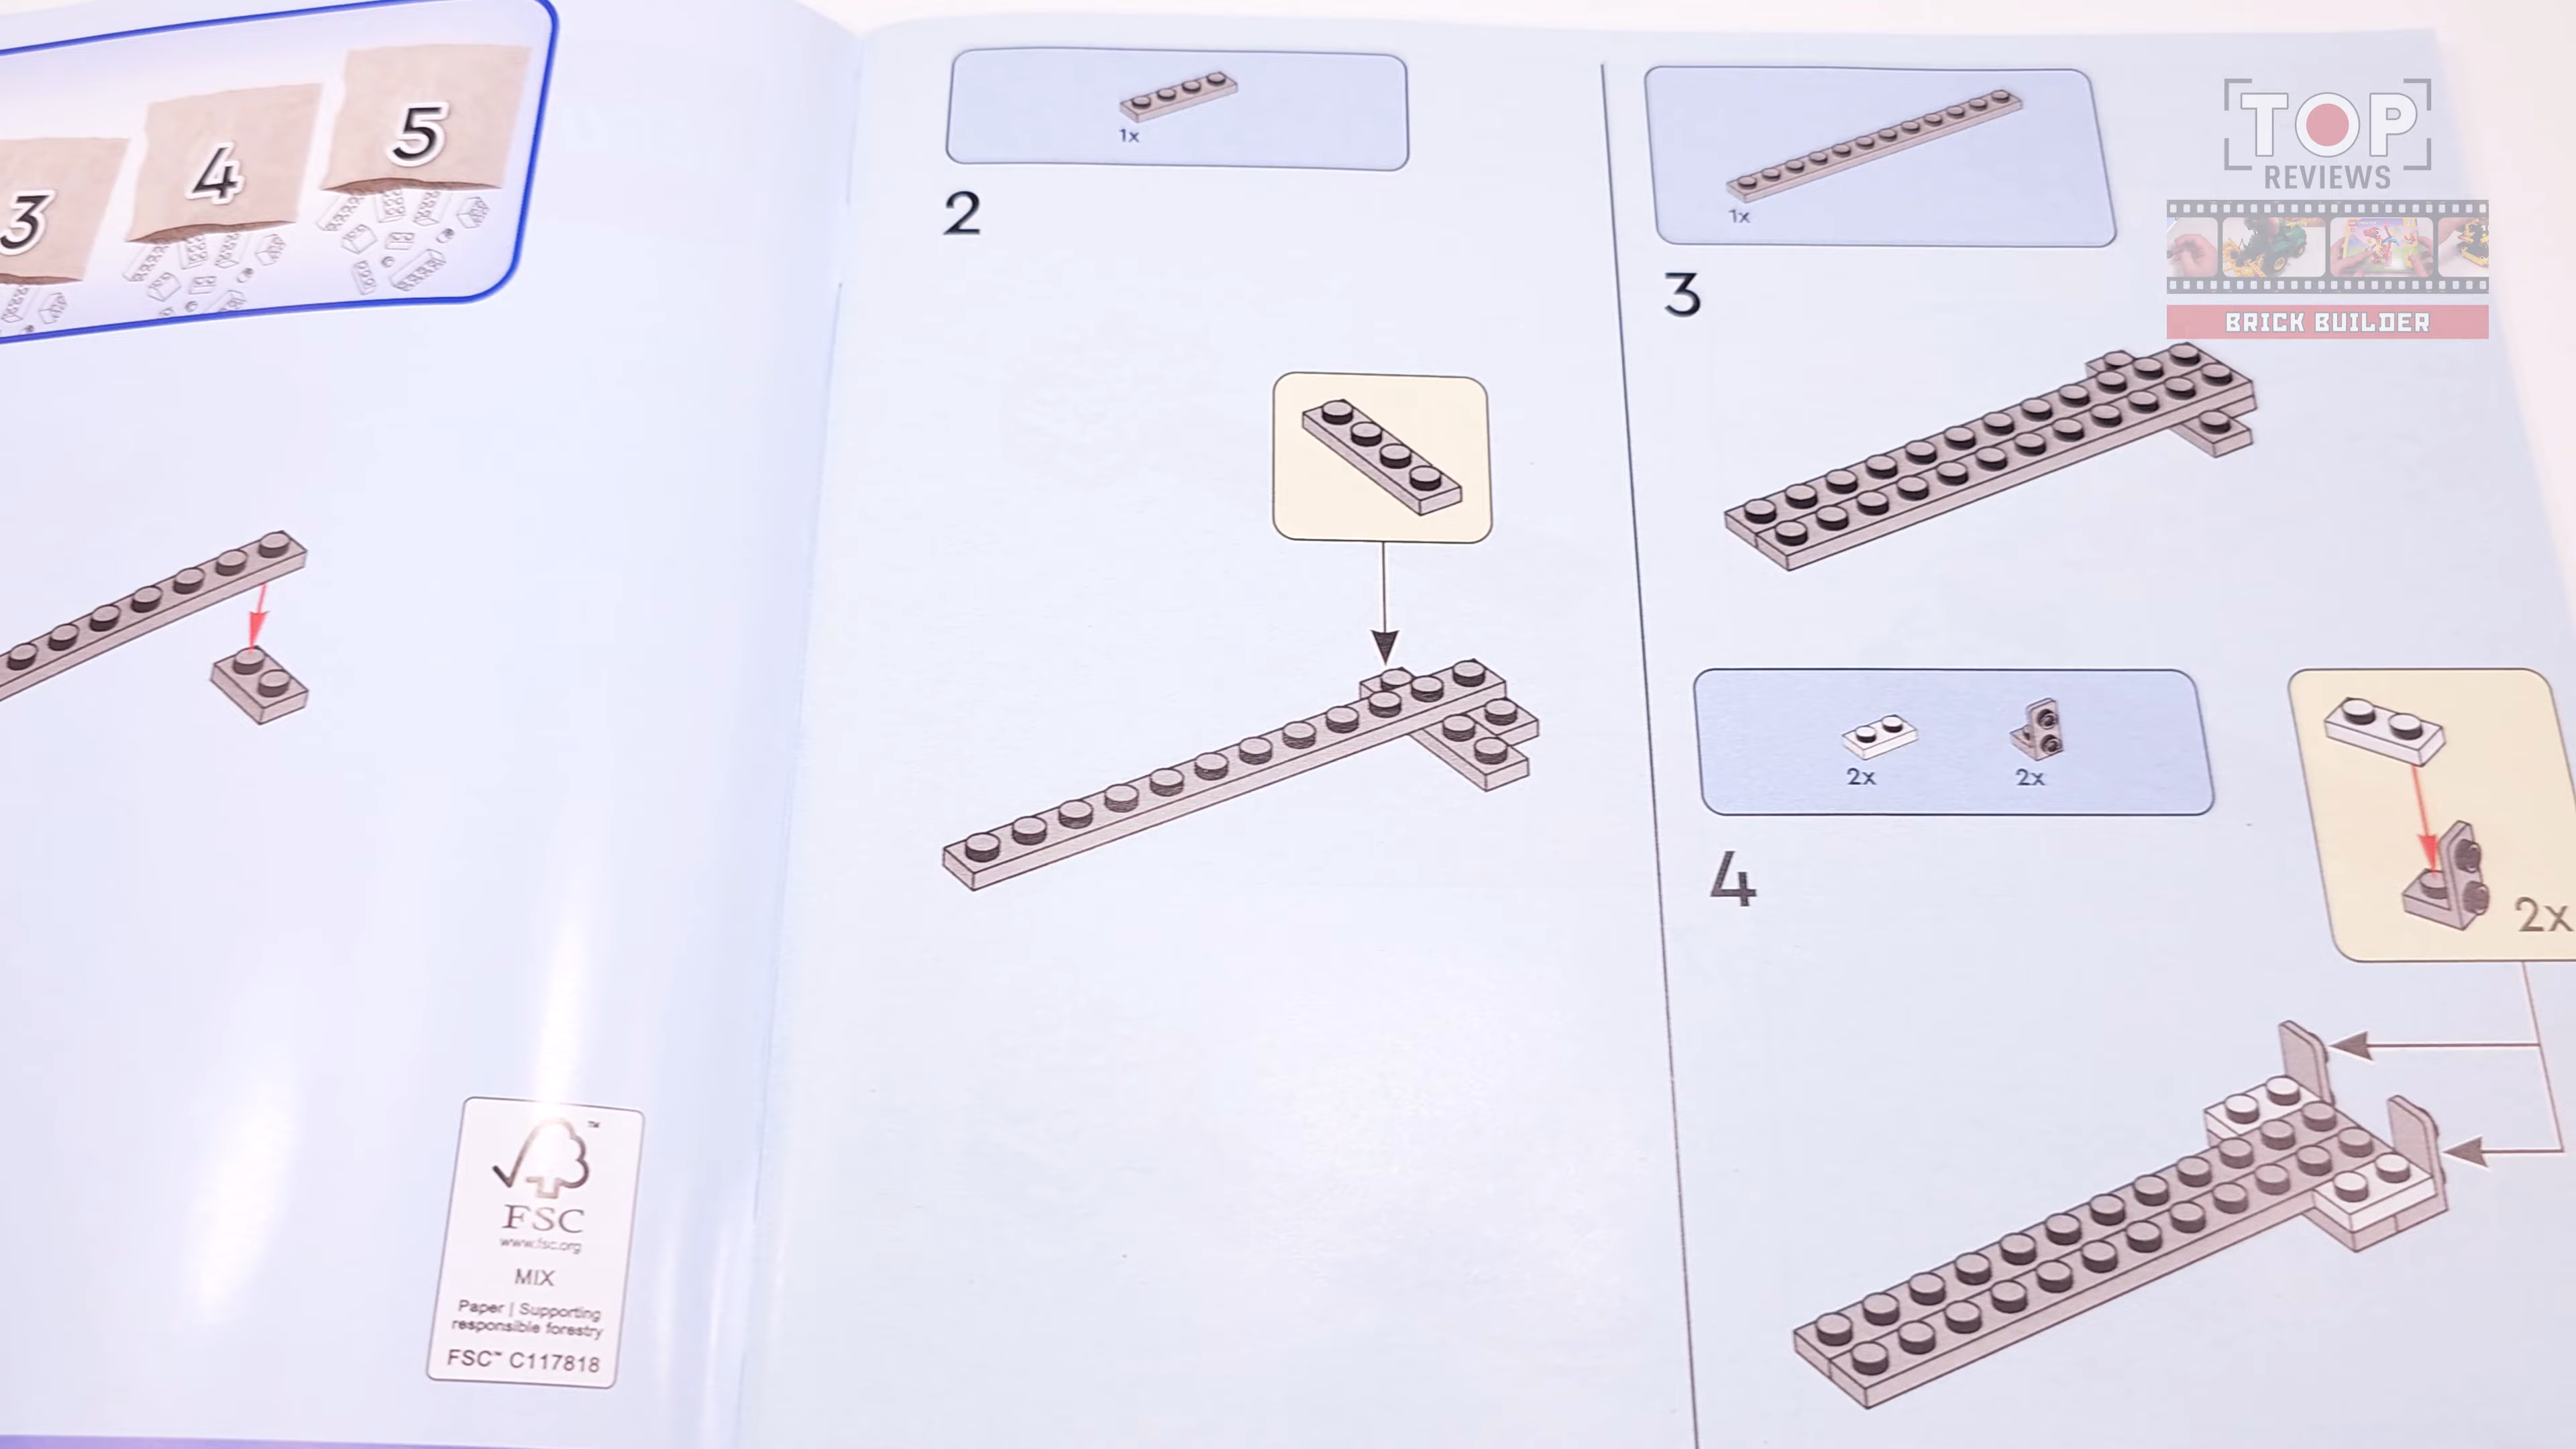 3
4
5
FSC
™
www.fsc.org
MIX
Paper | Supporting
responsible forestry
FSC™ C117818
1x
2
1x
3
2x
2x
4
2x
TOP
REVIEWS
BRICK BUILDER